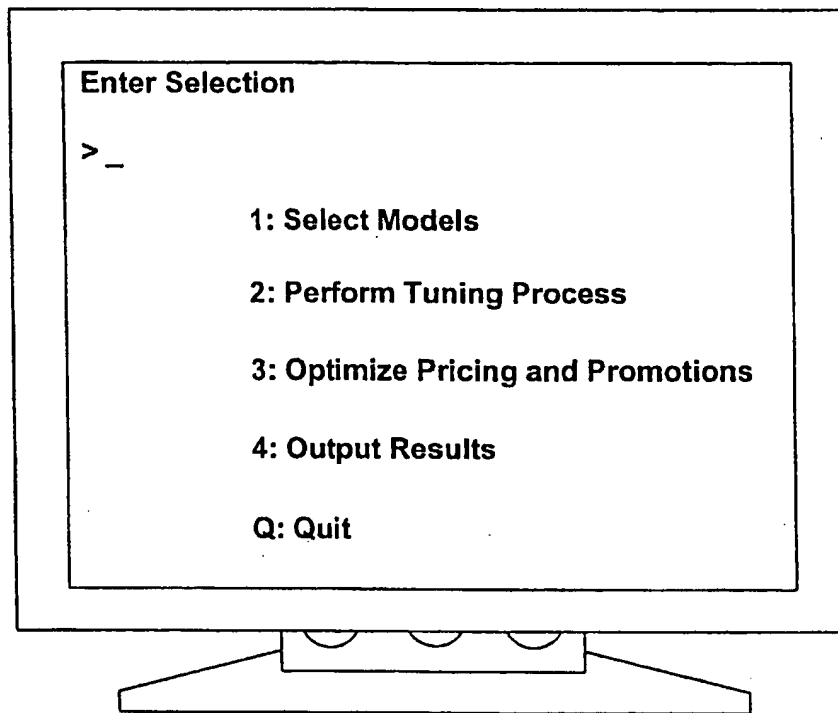 Enter Selection
>_
1: Select Models
2: Perform Tuning Process
3: Optimize Pricing and Promotions
4: Output Results
Q: Quit